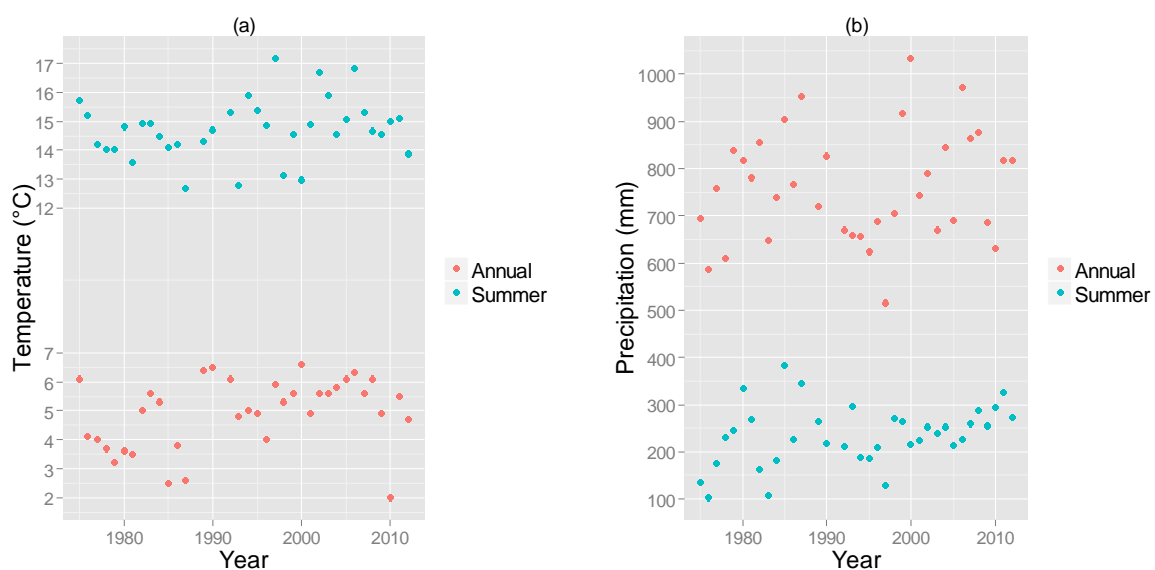 (a)
17
16
15
14
13
12
7
6
5
4
3
2
Temperature (°C)
1980 1990 2000 2010
Year
Annual
Summer
(b)
1000
900
800
700
600
500
400
300
200
100
Precipitation (mm)
1980 1990 2000 2010
Year
Annual
Summer